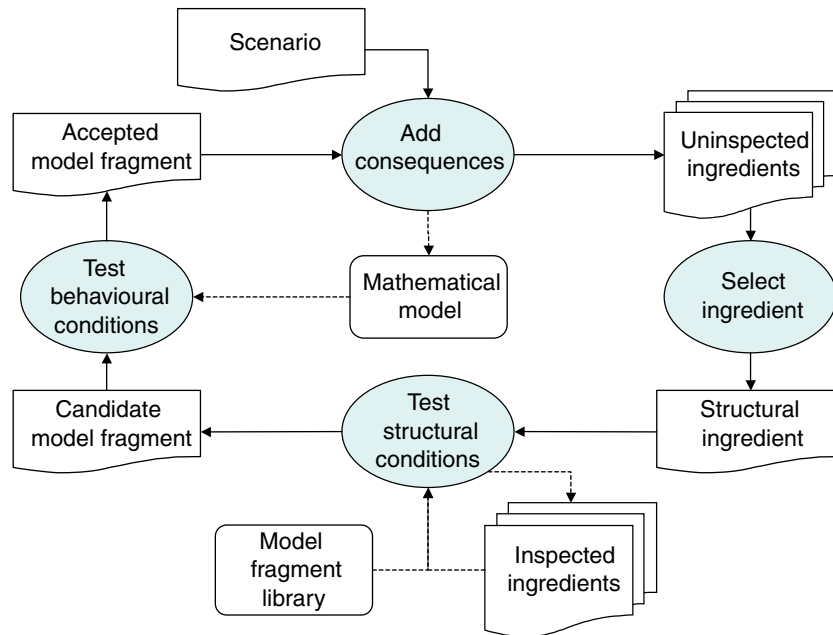 Scenario
Accepted
model fragment
Add
consequences
Uninspected
ingredients
Test
behavioural
conditions
Mathematical
model
Select
ingredient
Candidate
model fragment
Test
structural
conditions
Structural
ingredient
Model
fragment
library
Inspected
ingredients